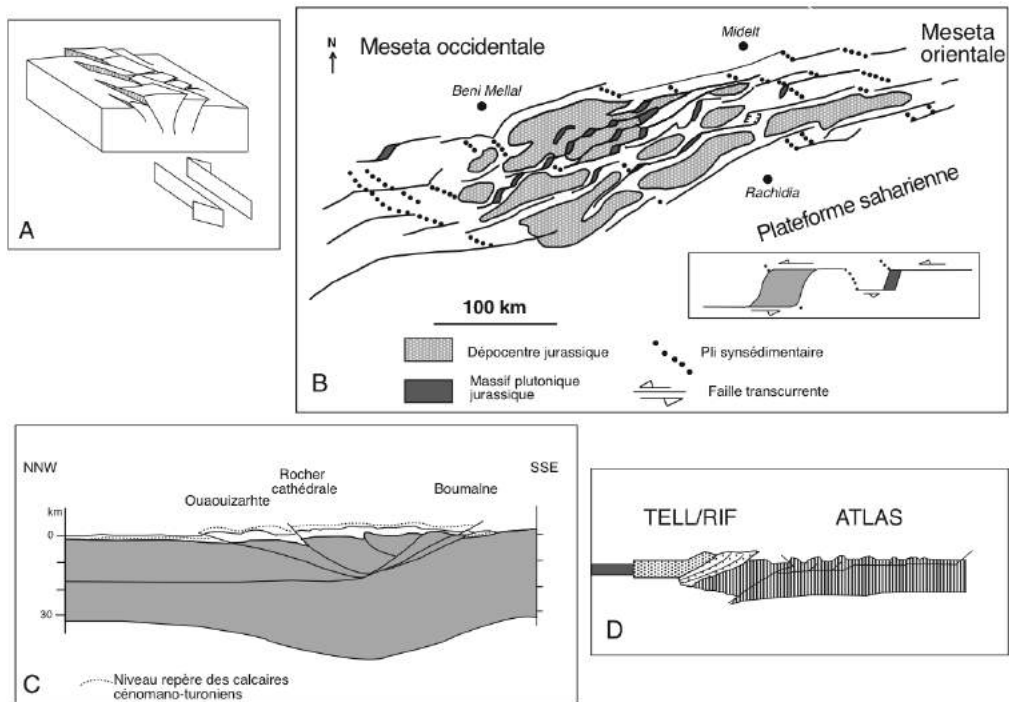 A
N
Meseta occidentale
Midelt
Meseta
orientale
Beni Mellal
Rachidia
Plateforme saharienne
100 km
Dépocentre jurassique
Pli synsédimentaire
Massif plutonique
jurassique
Faille transcurrente
B
NNW
SSE
Rocher
cathédrale
Ouaouizarhte
Boumalne
km
0
30
C
Niveau repère des calcaires
cénomano-turoniens
TELL/RIF
ATLAS
D